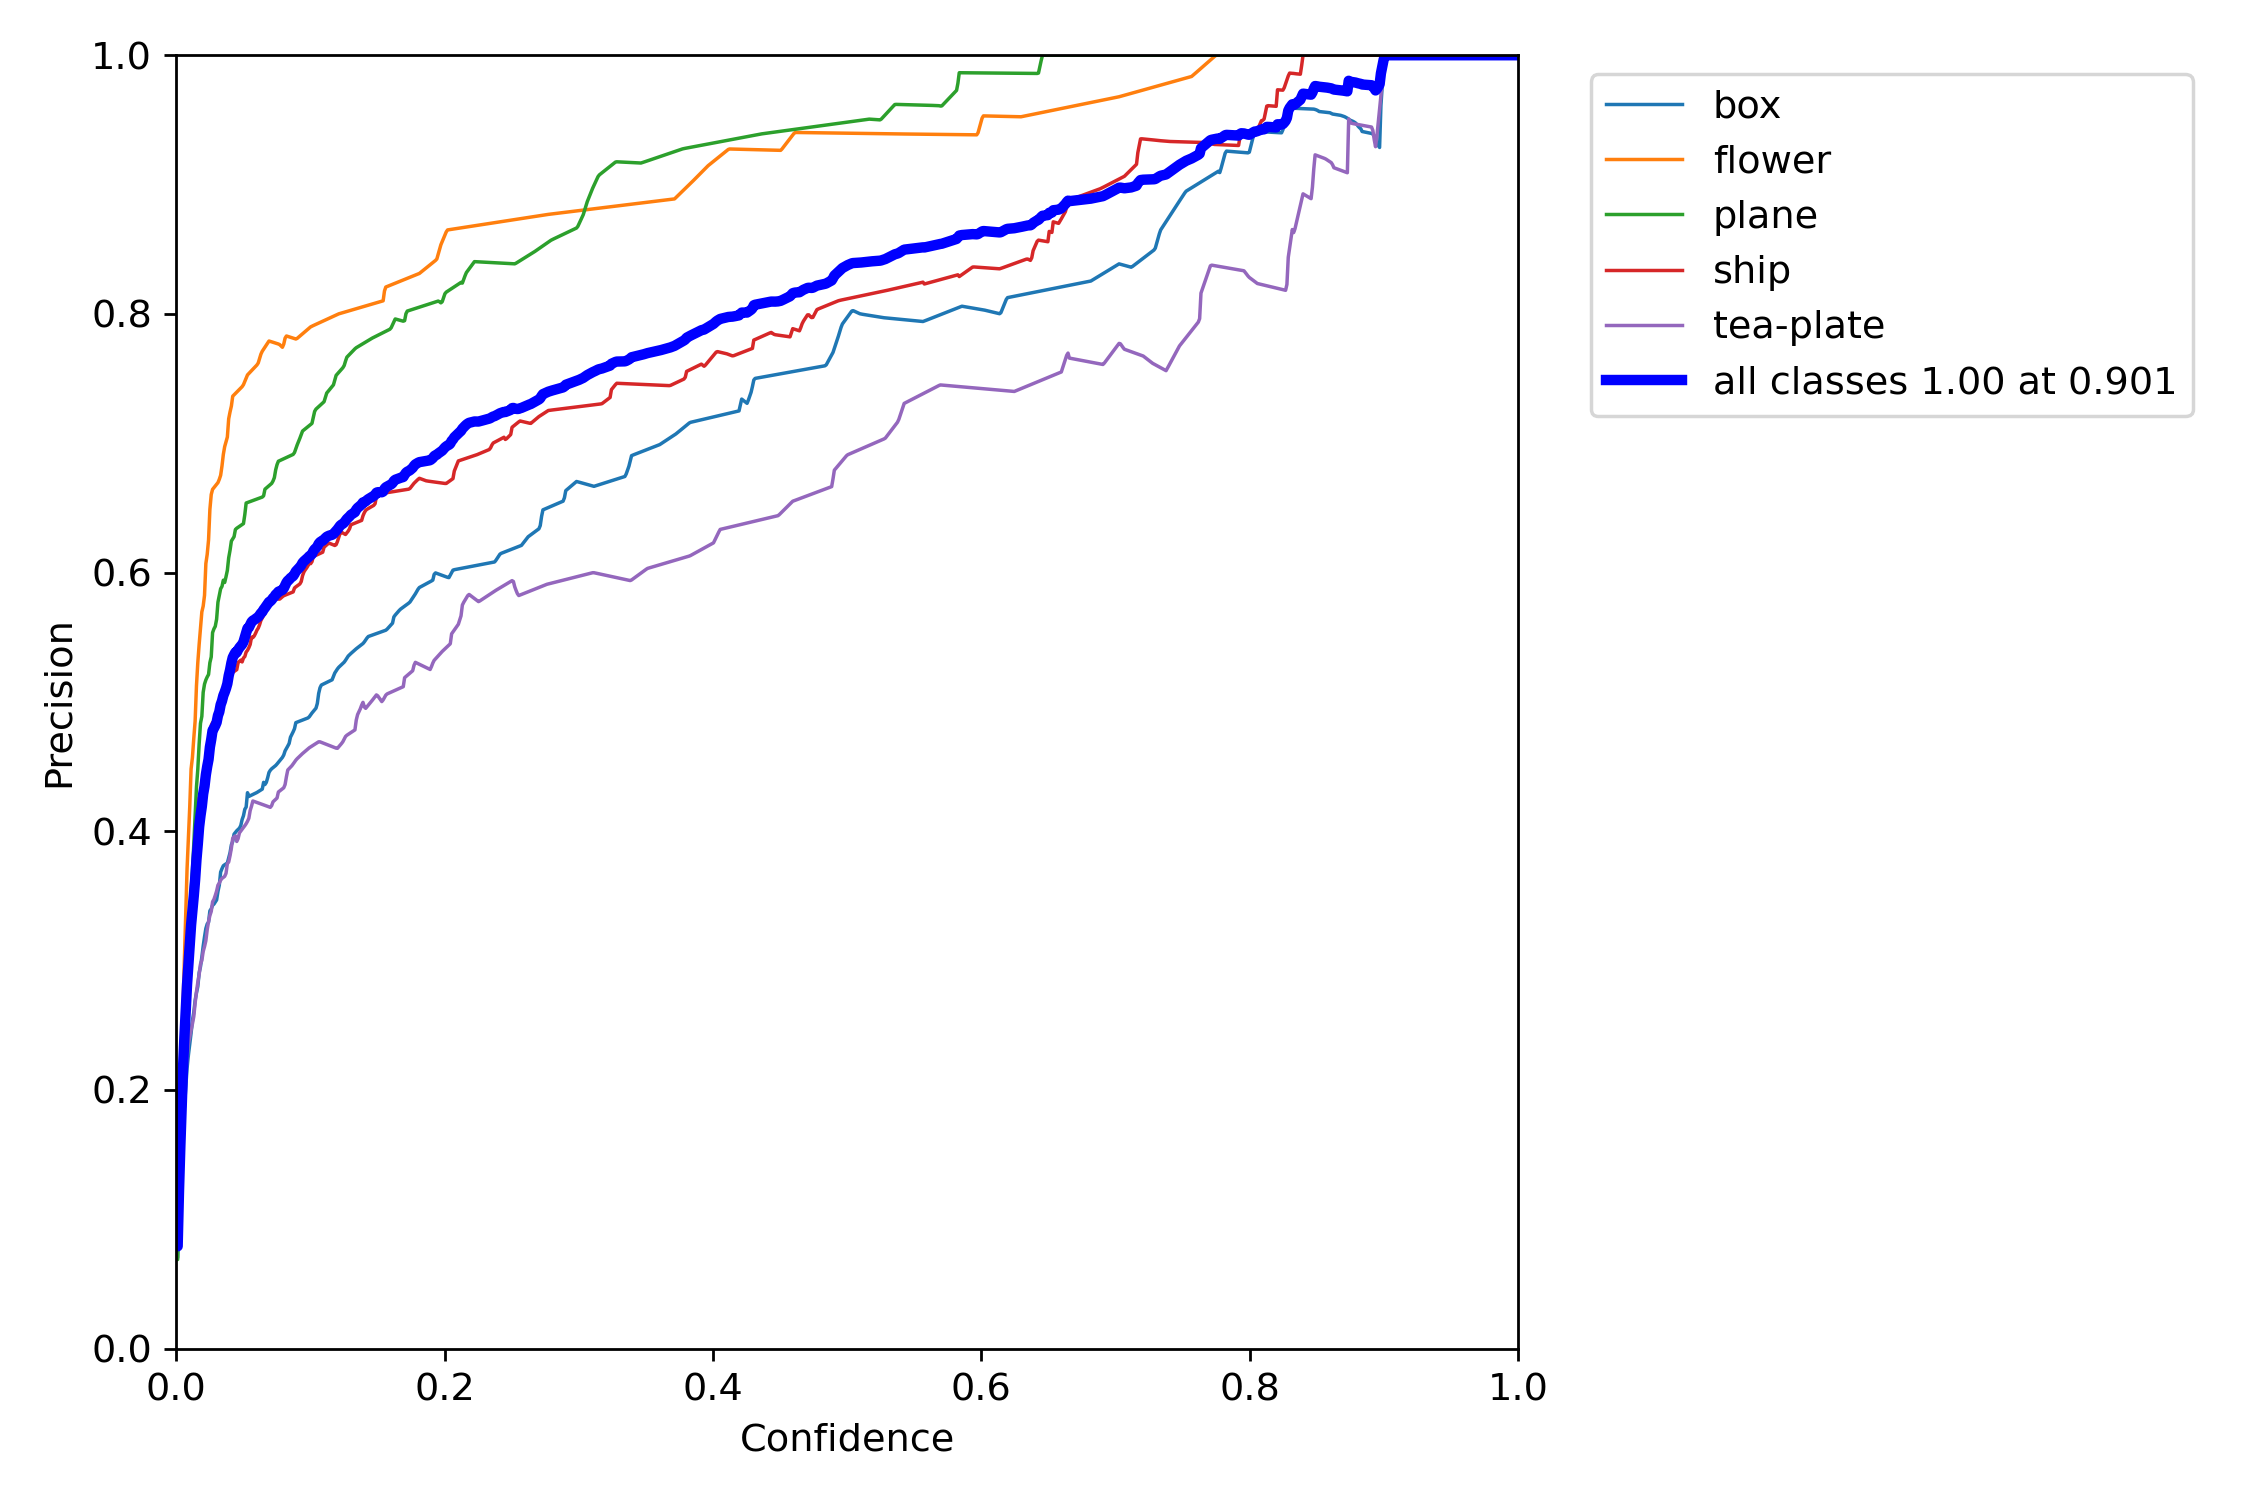 1.0
0.8
0.6
0.4
0.2
0.0
Precision
0.0 0.2 0.4 0.6 0.8 1.0
Confidence
box
flower
plane
ship
tea-plate
all classes 1.00 at 0.901